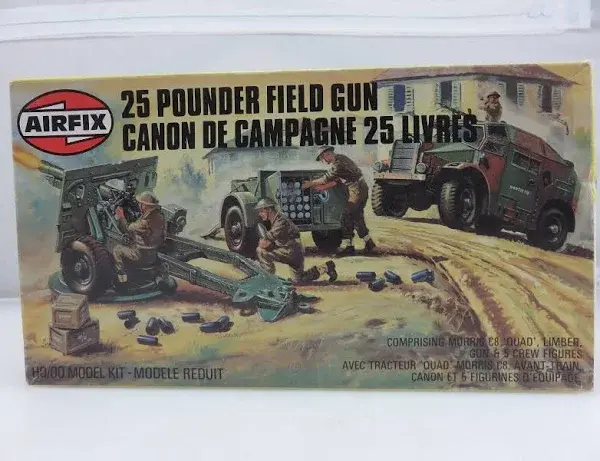 AIRFIX
25 POUNDER FIELD GUN
CANON DE CAMPAGNE 25 LIVRES
COMPRISING MORRIS C8, 'QUAD', LIMBER,
GUN & 5 CREW FIGURES
AVEC TRACTEUR 'QUAD' MORRIS C8, AVANT-TRAIN,
CANON ET 5 FIGURINES D'EQUIPAGE
HO/OO MODEL KIT - MODELE REDUIT